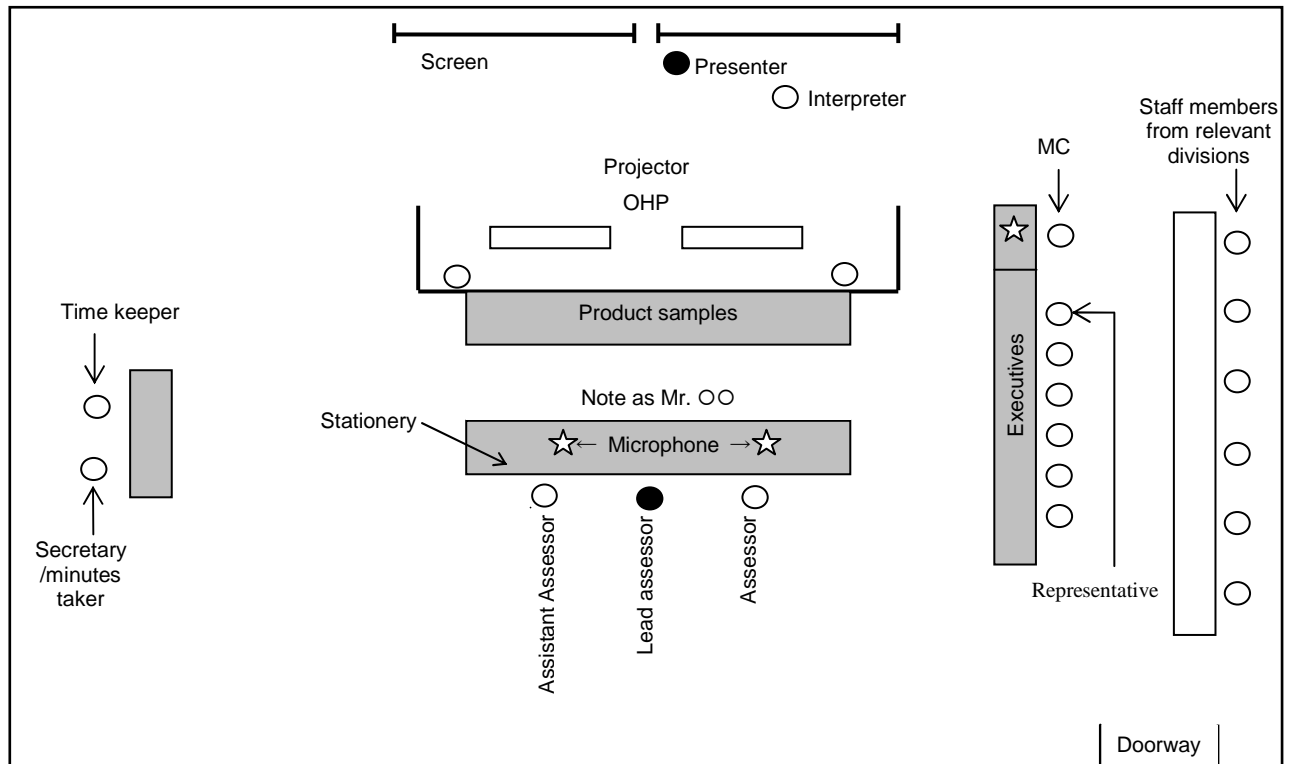 Screen
Presenter
Interpreter
Staff members
from relevant
divisions
MC
Projector
OHP
Time keeper
Product samples
Executives
Note as Mr. ○○
Stationery
← Microphone →
Secretary
/minutes
taker
Assistant Assessor
Lead assessor
Assessor
Representative
Doorway